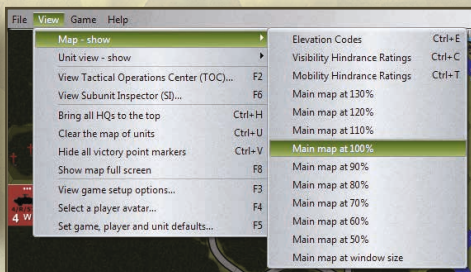 File View Game Help
Map - show
Unit view - show
View Tactical Operations Center (TOC)... F2
View Subunit Inspector (SI)... F6
Bring all HQs to the top Ctrl+H
Clear the map of units Ctrl+U
Hide all victory point markers Ctrl+V
Show map full screen F8
View game setup options... F3
Select a player avatar... F4
Set game, player and unit defaults... F5
Elevation Codes Ctrl+E
Visibility Hindrance Ratings Ctrl+C
Mobility Hindrance Ratings Ctrl+T
Main map at 130%
Main map at 120%
Main map at 110%
Main map at 100%
Main map at 90%
Main map at 80%
Main map at 70%
Main map at 60%
Main map at 50%
Main map at window size
4 W